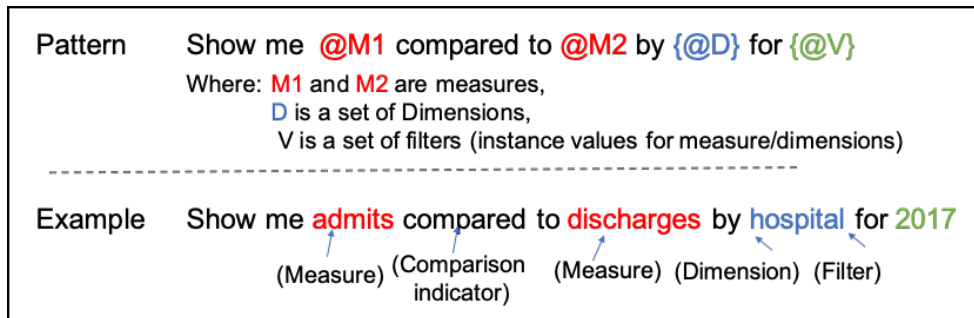 Pattern Show me @M1 compared to @M2 by {@D} for {@V}
Where: M1 and M2 are measures,
D is a set of Dimensions,
V is a set of filters (instance values for measure/dimensions)
Example Show me admits compared to discharges by hospital for 2017
(Measure) (Comparison indicator) (Measure) (Dimension) (Filter)